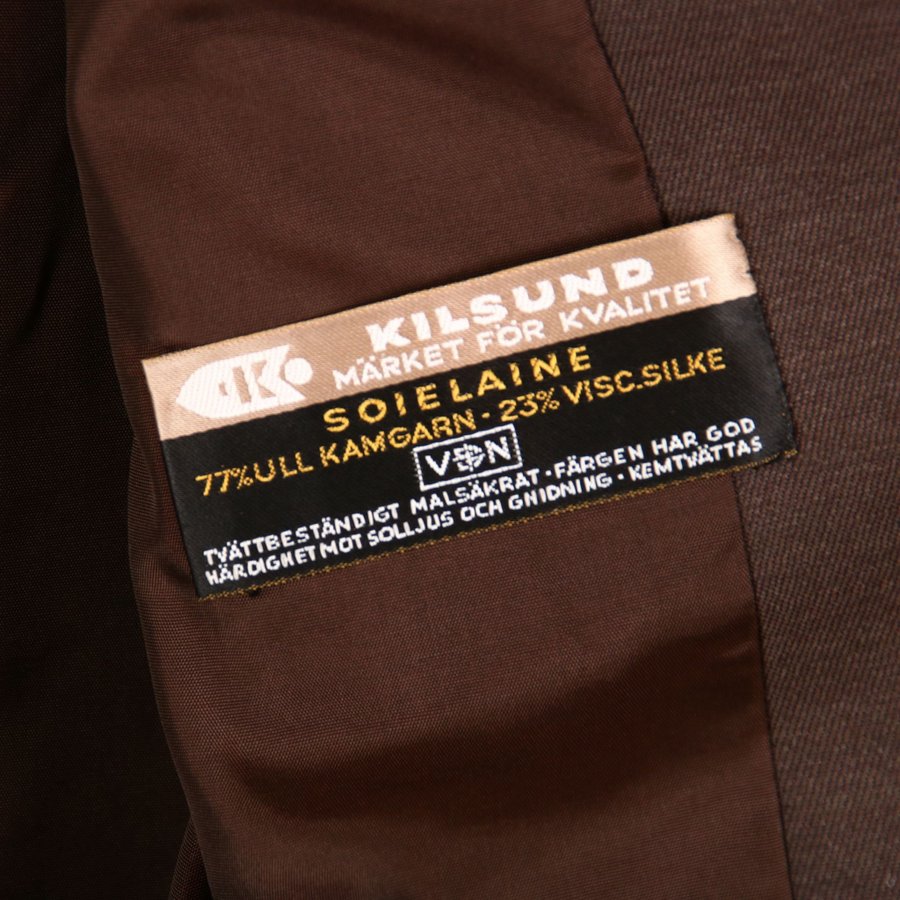 KILSUND
MÄRKET FÖR KVALITET
SOIELAINE
77% ULL KAMGARN · 23% VISC.SILKE
VDN
TVÄTTBESTÄNDIGT MALSÄKRAT · FÄRGEN HAR GOD
HÄRDIGHET MOT SOLLJUS OCH GNIDNING · KEMTVÄTTAS